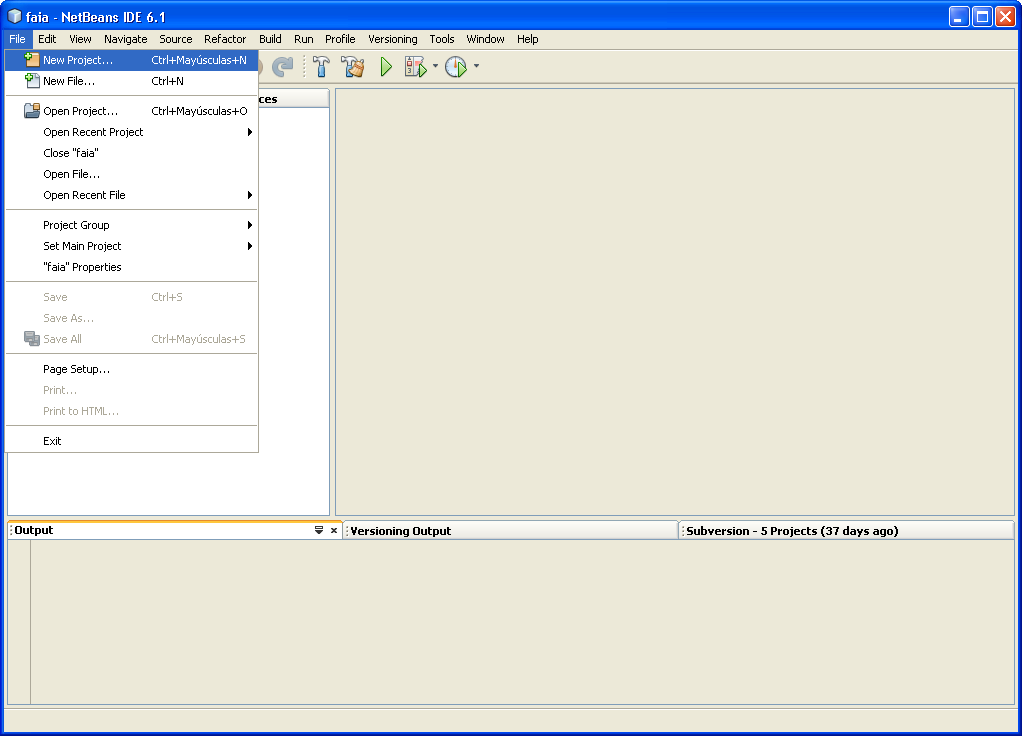 faia - NetBeans IDE 6.1
File Edit View Navigate Source Refactor Build Run Profile Versioning Tools Window Help
New Project... Ctrl+Mayúsculas+N
New File... Ctrl+N
ces
Open Project... Ctrl+Mayúsculas+O
Open Recent Project
Close "faia"
Open File...
Open Recent File
Project Group
Set Main Project
"faia" Properties
Save Ctrl+S
Save As...
Save All Ctrl+Mayúsculas+S
Page Setup...
Print...
Print to HTML...
Exit
Output Versioning Output Subversion - 5 Projects (37 days ago)